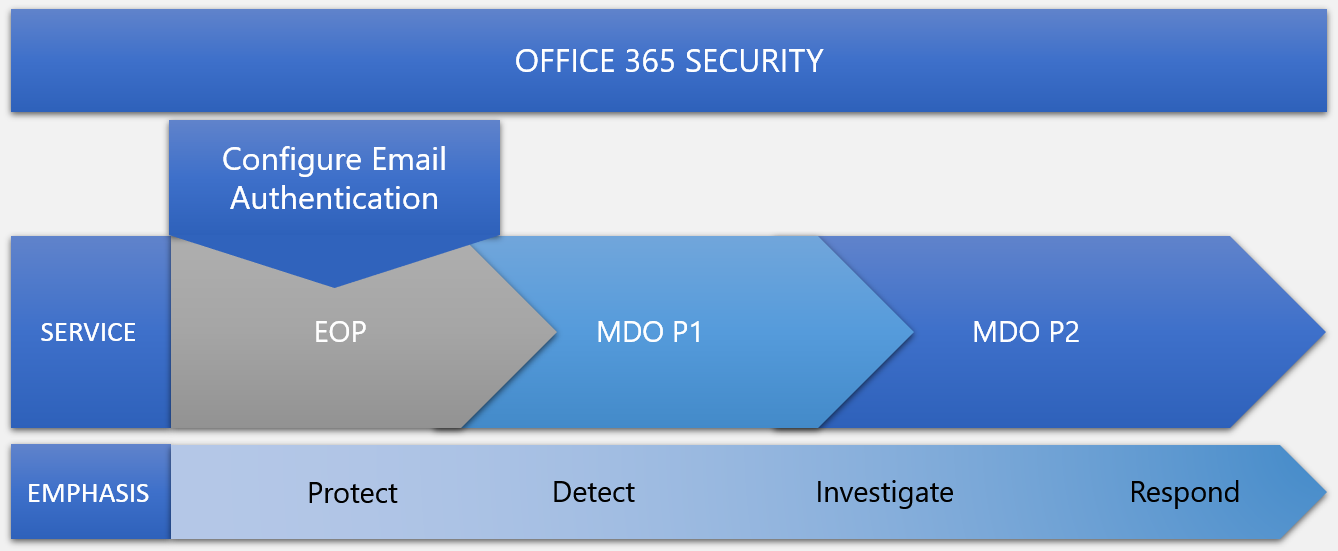 OFFICE 365 SECURITY
Configure Email
Authentication
SERVICE
EOP
MDO P1
MDO P2
EMPHASIS
Protect
Detect
Investigate
Respond